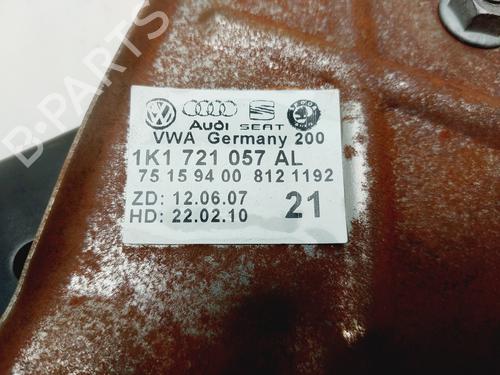 Audi SEAT
VWA Germany 200
1K1 721 057 AL
75 15 94 00 812 1192
ZD: 12.06.07
HD: 22.02.10 21
B-Parts